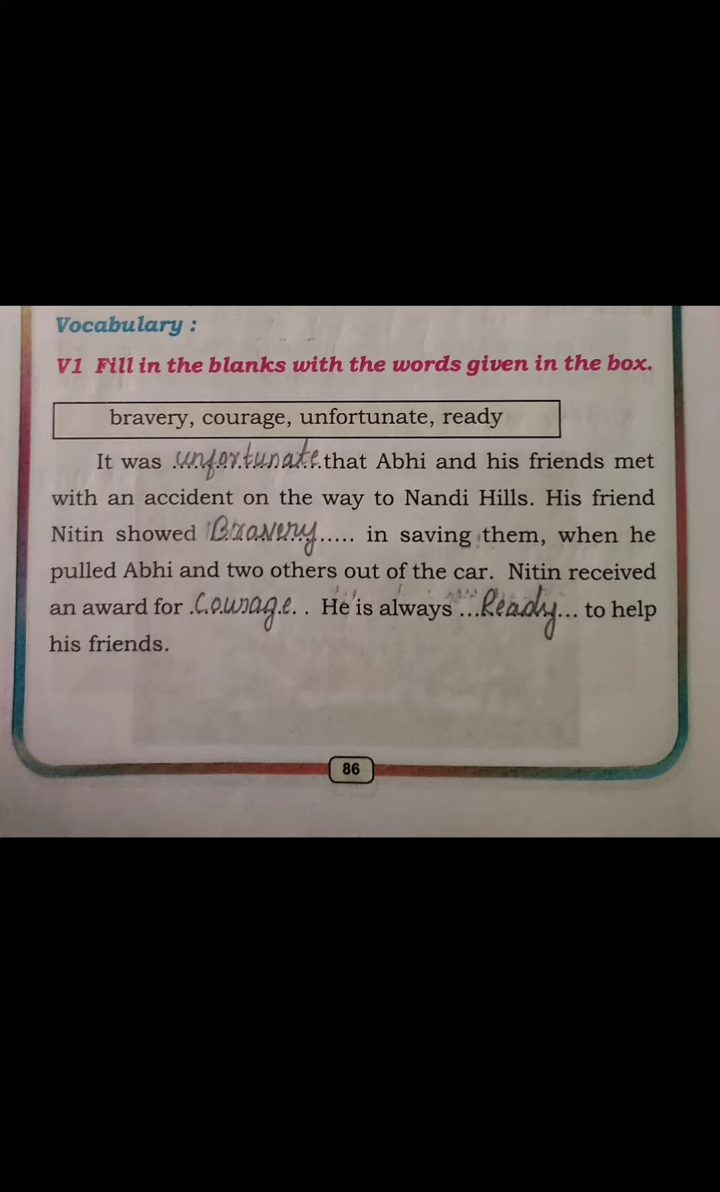 Vocabulary :
V1 Fill in the blanks with the words given in the box.
bravery, courage, unfortunate, ready
It was unfortunate that Abhi and his friends met
with an accident on the way to Nandi Hills. His friend
Nitin showed Bravery..... in saving them, when he
pulled Abhi and two others out of the car. Nitin received
an award for .Courage. . He is always ...Ready... to help
his friends.
86